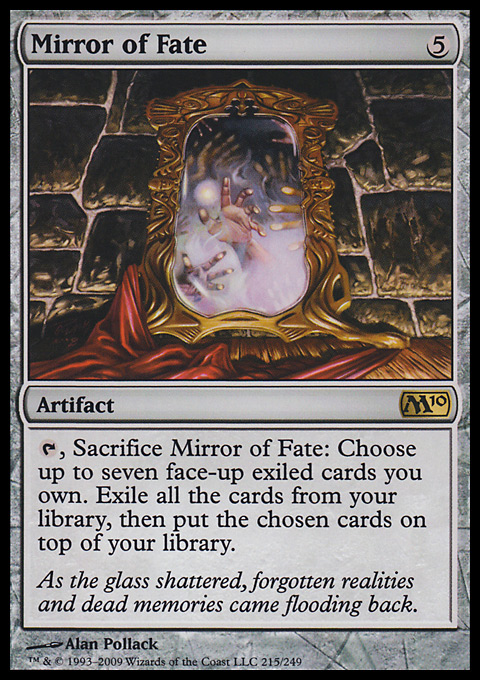 Mirror of Fate 5
Artifact M10
, Sacrifice Mirror of Fate: Choose
up to seven face-up exiled cards you
own. Exile all the cards from your
library, then put the chosen cards on
top of your library.
As the glass shattered, forgotten realities
and dead memories came flooding back.
Alan Pollack
™ & © 1993–2009 Wizards of the Coast LLC 215/249